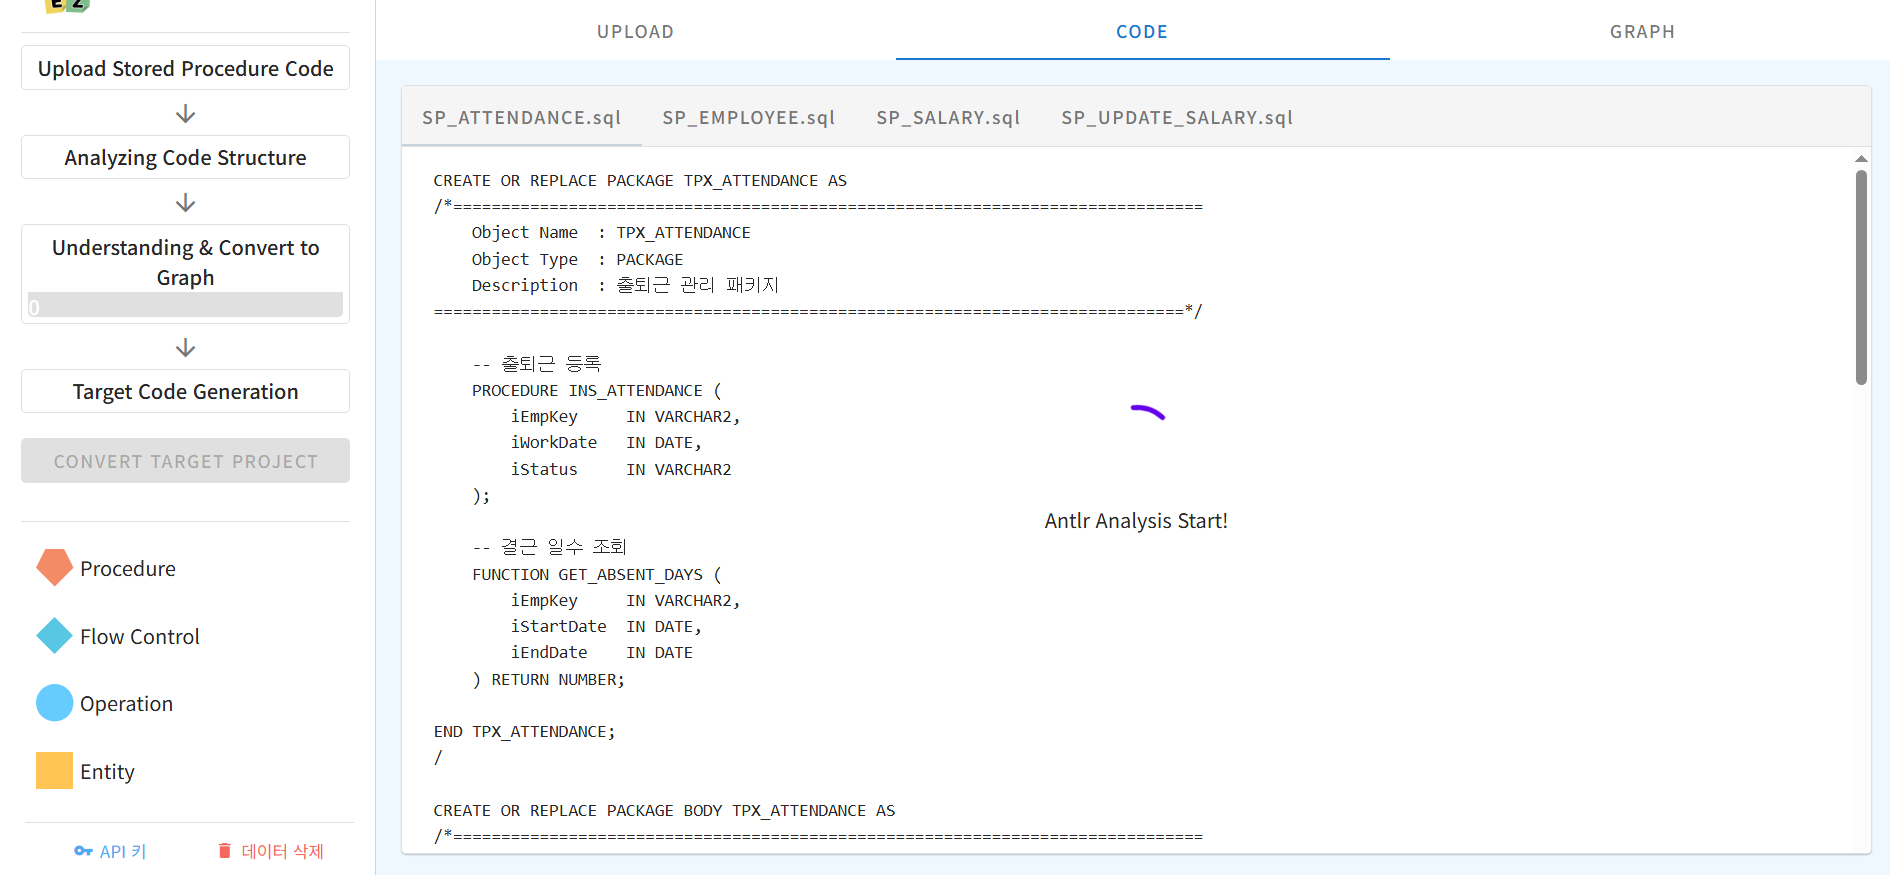 EZ
Upload Stored Procedure Code
Analyzing Code Structure
Understanding & Convert to
Graph
0
Target Code Generation
CONVERT TARGET PROJECT
Procedure
Flow Control
Operation
Entity
API 키
데이터 삭제
UPLOAD
CODE
GRAPH
SP_ATTENDANCE.sql
SP_EMPLOYEE.sql
SP_SALARY.sql
SP_UPDATE_SALARY.sql
CREATE OR REPLACE PACKAGE TPX_ATTENDANCE AS
/*==============================================================================
Object Name  : TPX_ATTENDANCE
Object Type  : PACKAGE
Description  : 출퇴근 관리 패키지
==============================================================================*/
-- 출퇴근 등록
PROCEDURE INS_ATTENDANCE (
iEmpKey     IN VARCHAR2,
iWorkDate   IN DATE,
iStatus     IN VARCHAR2
);
-- 결근 일수 조회
FUNCTION GET_ABSENT_DAYS (
iEmpKey     IN VARCHAR2,
iStartDate  IN DATE,
iEndDate    IN DATE
) RETURN NUMBER;
END TPX_ATTENDANCE;
/
CREATE OR REPLACE PACKAGE BODY TPX_ATTENDANCE AS
/*==============================================================================
Antlr Analysis Start!